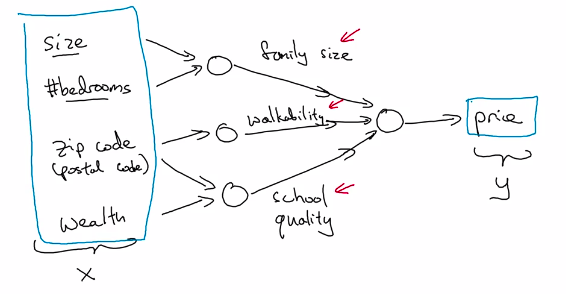 size
#bedrooms
zip code
(postal code)
wealth
X
family size
walkability
school
quality
price
y